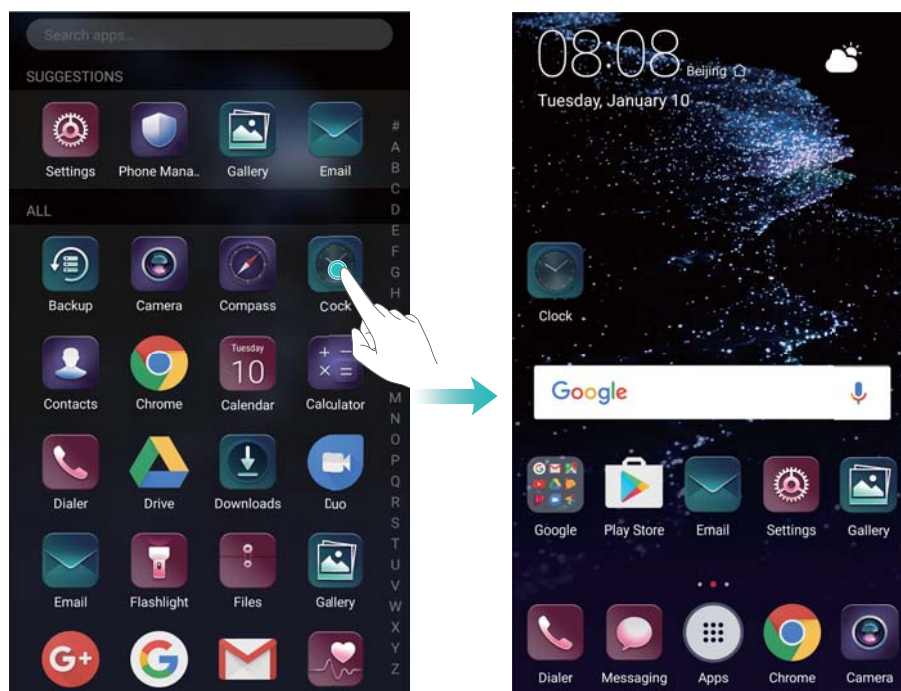 Search apps...
SUGGESTIONS
Settings Phone Mana.. Gallery Email
ALL
Backup Camera Compass Cock
Tuesday
10
Contacts Chrome Calendar Calculator
Dialer Drive Downloads Luo
Email Flashlight Files Gallery
G+ G M
#
A
B
C
D
E
F
G
H
M
N
O
P
Q
R
S
T
U
V
W
X
Y
Z
08:08 Beijing
Tuesday, January 10
Clock
Google
Google Play Store Email Settings Gallery
Dialer Messaging Apps Chrome Camera